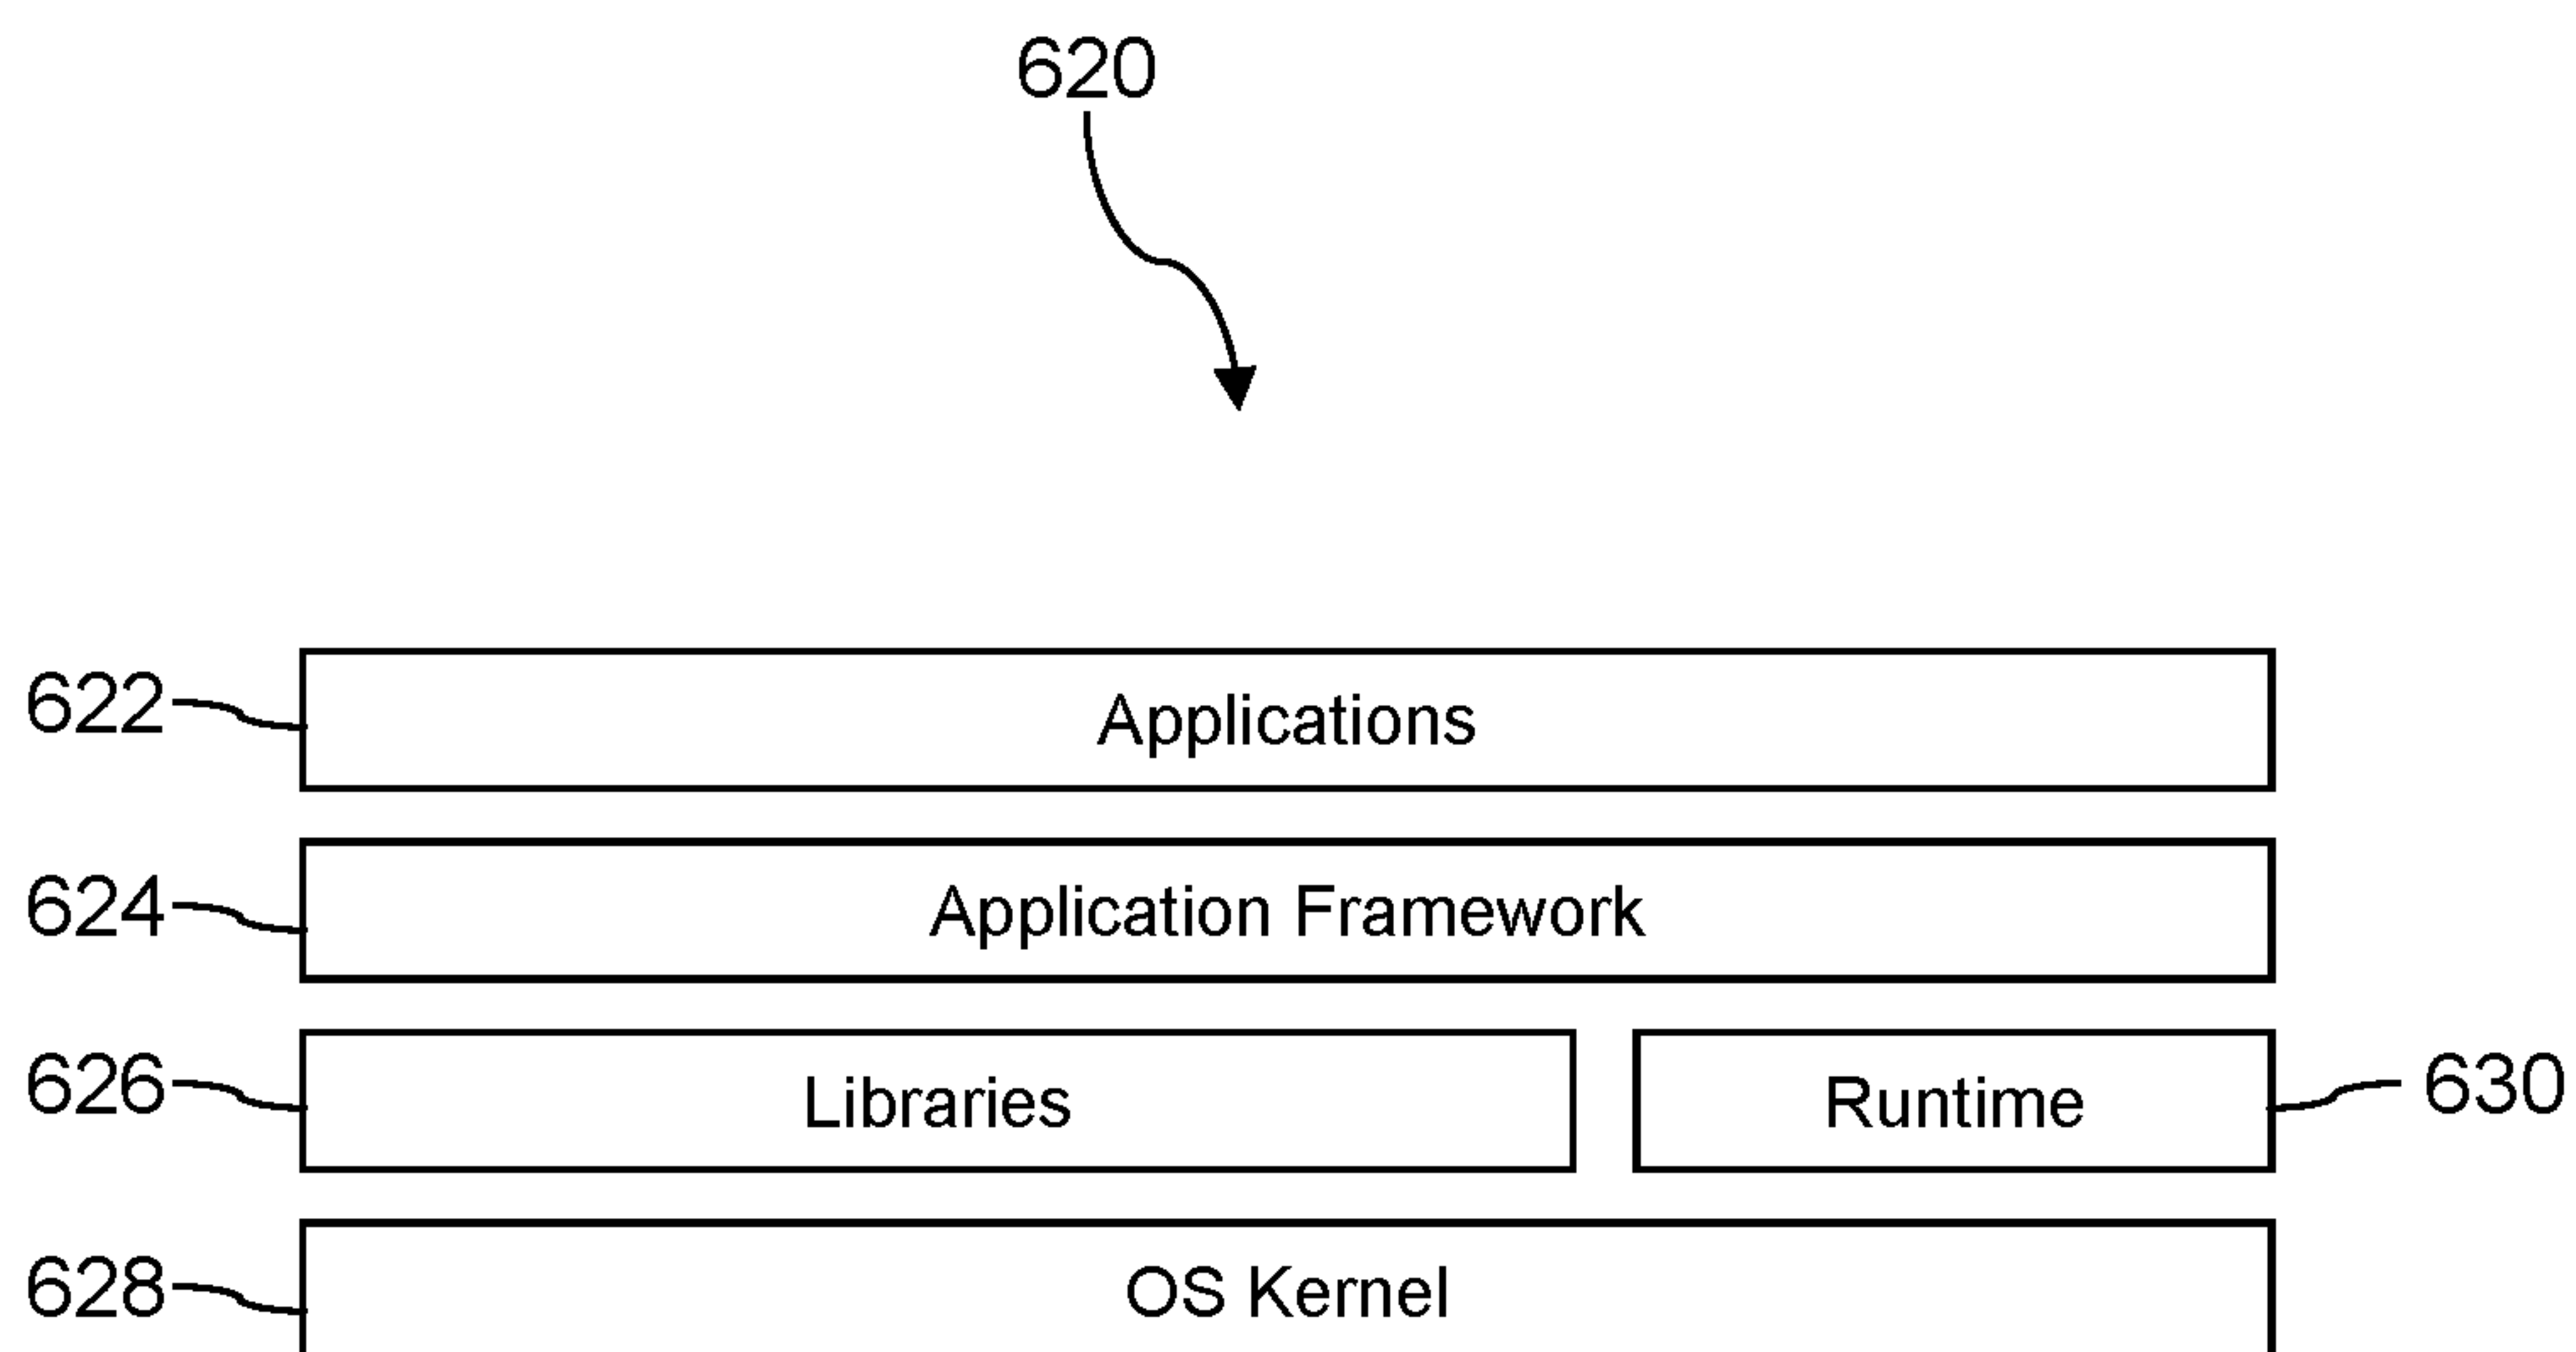 620
622 Applications
624 Application Framework
626 Libraries Runtime 630
628 OS Kernel